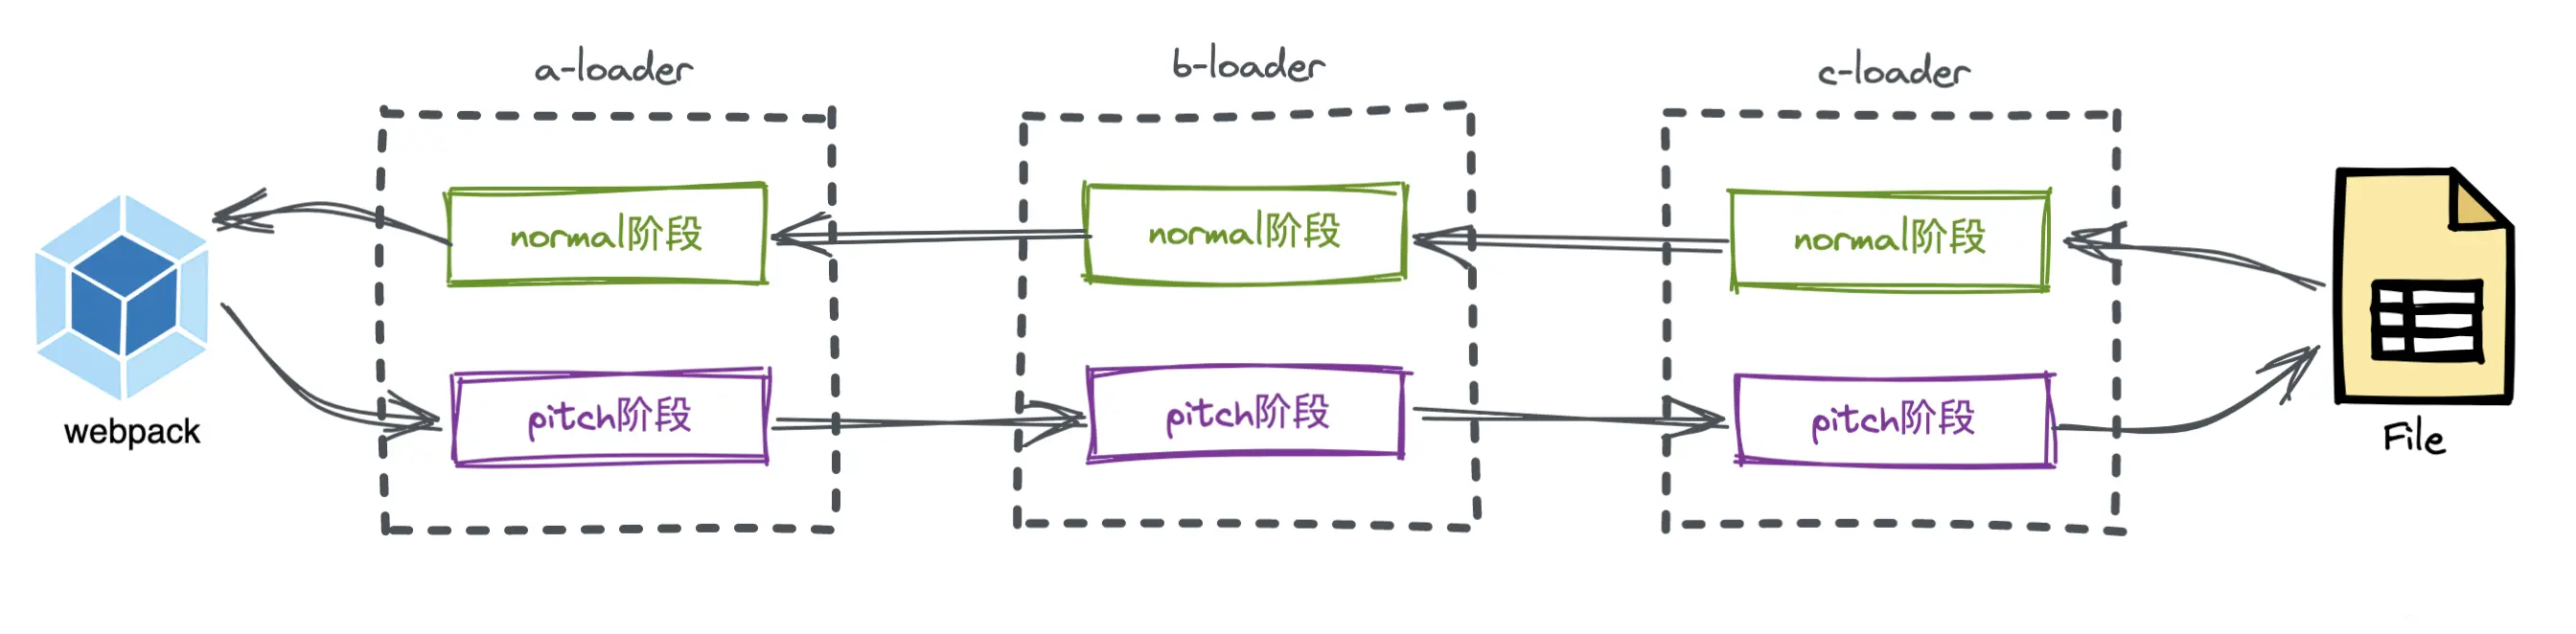 a-loader
b-loader
c-loader
normal阶段
normal阶段
normal阶段
pitch阶段
pitch阶段
pitch阶段
webpack
File